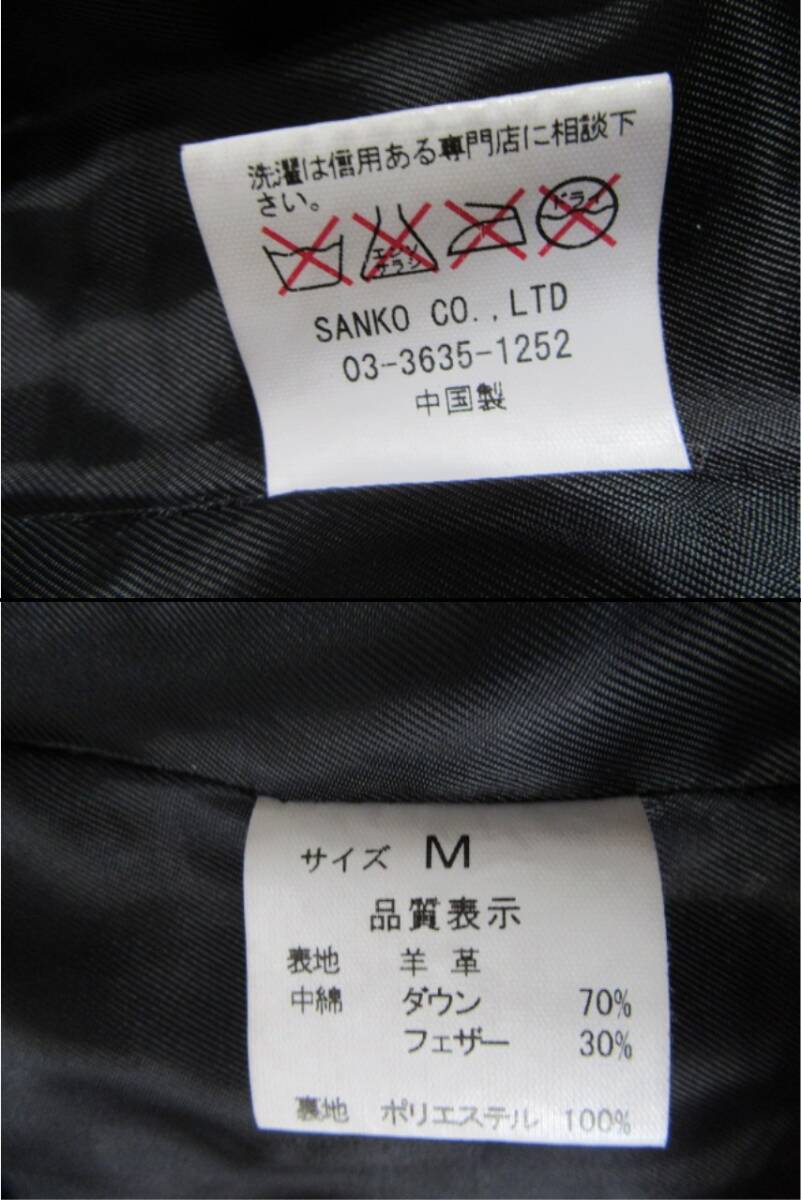 洗濯は信用ある専門店に相談下
さい。
エンソ
サラシ
ドライ
SANKO CO.,LTD
03-3635-1252
中国製
サイズ M
品質表示
表地 羊革
中綿 ダウン 70%
フェザー 30%
裏地 ポリエステル 100%